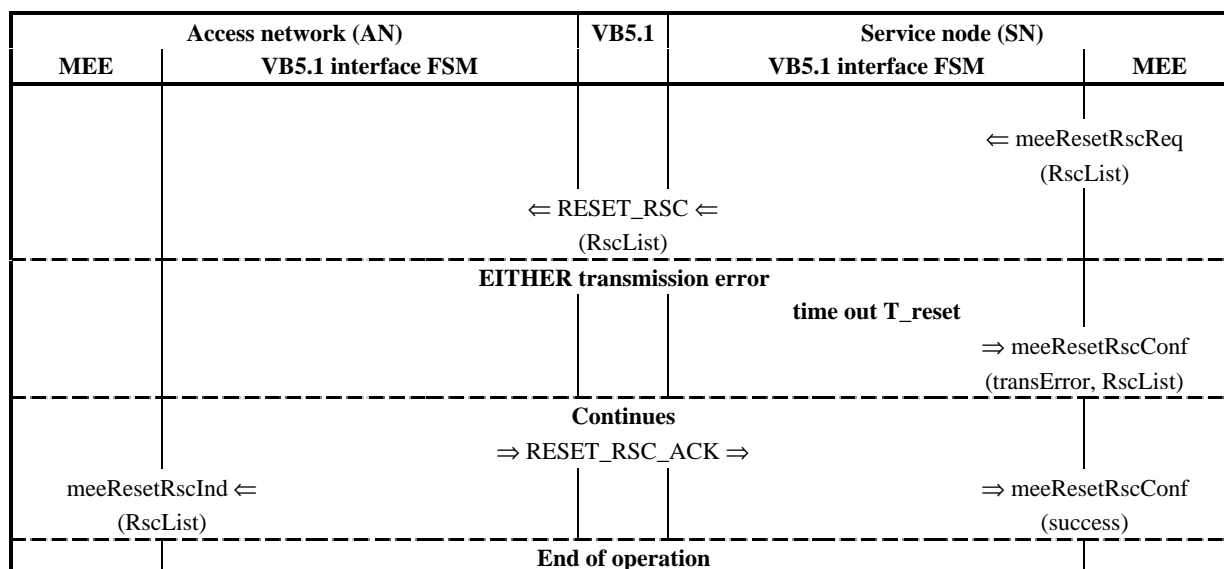 Access network (AN) VB5.1 Service node (SN)
MEE VB5.1 interface FSM VB5.1 interface FSM MEE
⇐ meeResetRscReq
(RscList)
⇐ RESET_RSC ⇐
(RscList)
EITHER transmission error
time out T_reset
⇒ meeResetRscConf
(transError, RscList)
Continues
⇒ RESET_RSC_ACK ⇒
meeResetRscInd ⇐ ⇒ meeResetRscConf
(RscList) (success)
End of operation